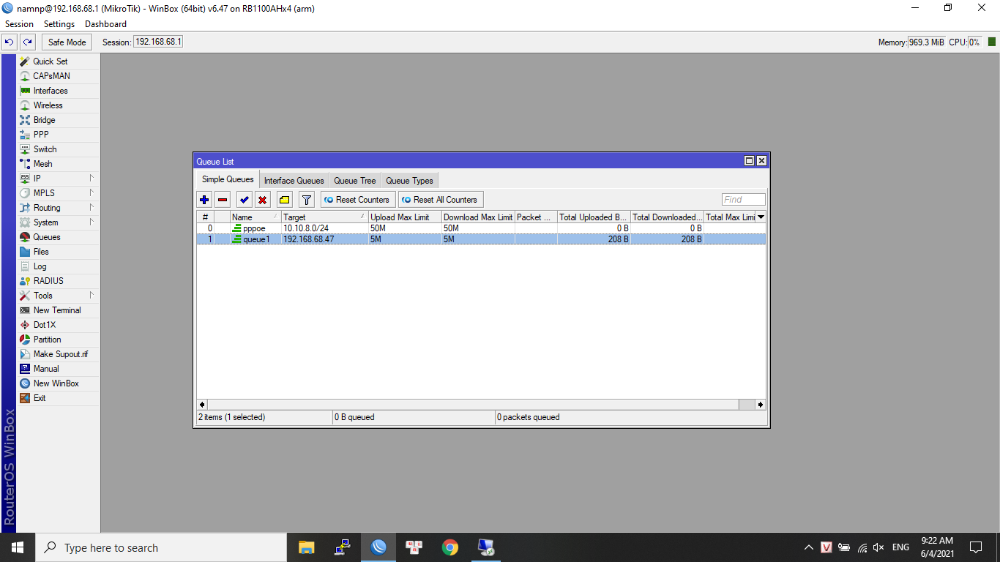 namnp@192.168.68.1 (MikroTik) - WinBox (64bit) v6.47 on RB1100AHx4 (arm)
Session Settings Dashboard
Safe Mode Session: 192.168.68.1 Memory: 969.3 MiB CPU: 0%
Quick Set
CAPsMAN
Interfaces
Wireless
Bridge
PPP
Switch
Mesh
255 IP
MPLS
Routing
System
Queues
Files
Log
RADIUS
Tools
New Terminal
Dot1X
Partition
Make Supout.rif
Manual
New WinBox
Exit
RouterOS WinBox
Queue List
Simple Queues Interface Queues Queue Tree Queue Types
Reset Counters Reset All Counters Find
# Name Target Upload Max Limit Download Max Limit Packet ... Total Uploaded B... Total Downloaded... Total Max Limi
0 pppoe 10.10.8.0/24 50M 50M 0 B 0 B
1 queue1 192.168.68.47 5M 5M 208 B 208 B
2 items (1 selected) 0 B queued 0 packets queued
Type here to search
V ENG 9:22 AM
6/4/2021